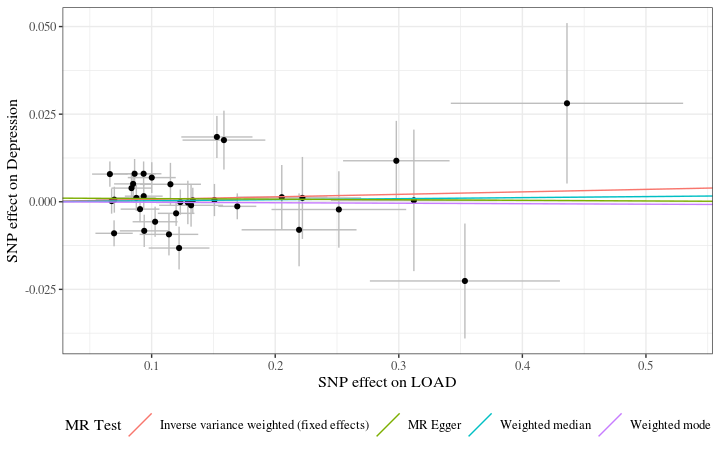 0.050
0.025
0.000
-0.025
SNP effect on Depression
0.1 0.2 0.3 0.4 0.5
SNP effect on LOAD
MR Test Inverse variance weighted (fixed effects) MR Egger Weighted median Weighted mode